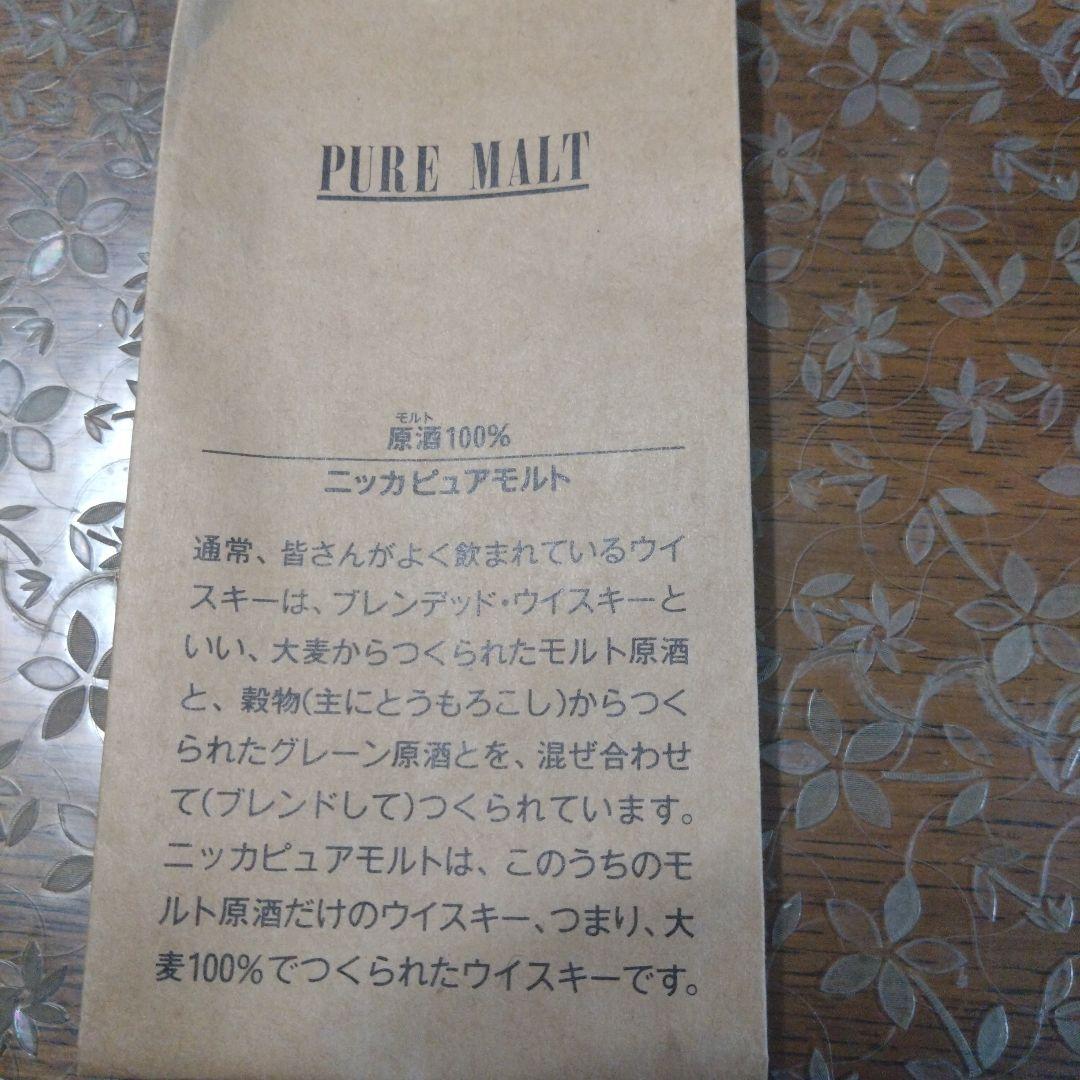 PURE MALT
モルト
原酒100%
ニッカピュアモルト
通常、皆さんがよく飲まれているウイ
スキーは、ブレンデッド・ウイスキーと
いい、大麦からつくられたモルト原酒
と、穀物(主にとうもろこし)からつく
られたグレーン原酒とを、混ぜ合わせ
て(ブレンドして)つくられています。
ニッカピュアモルトは、このうちのモ
ルト原酒だけのウイスキー、つまり、大
麦100%でつくられたウイスキーです。